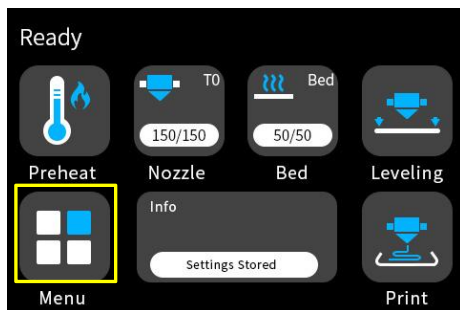 Ready
T0
Bed
150/150
50/50
Preheat
Nozzle
Bed
Leveling
Info
Settings Stored
Menu
Print